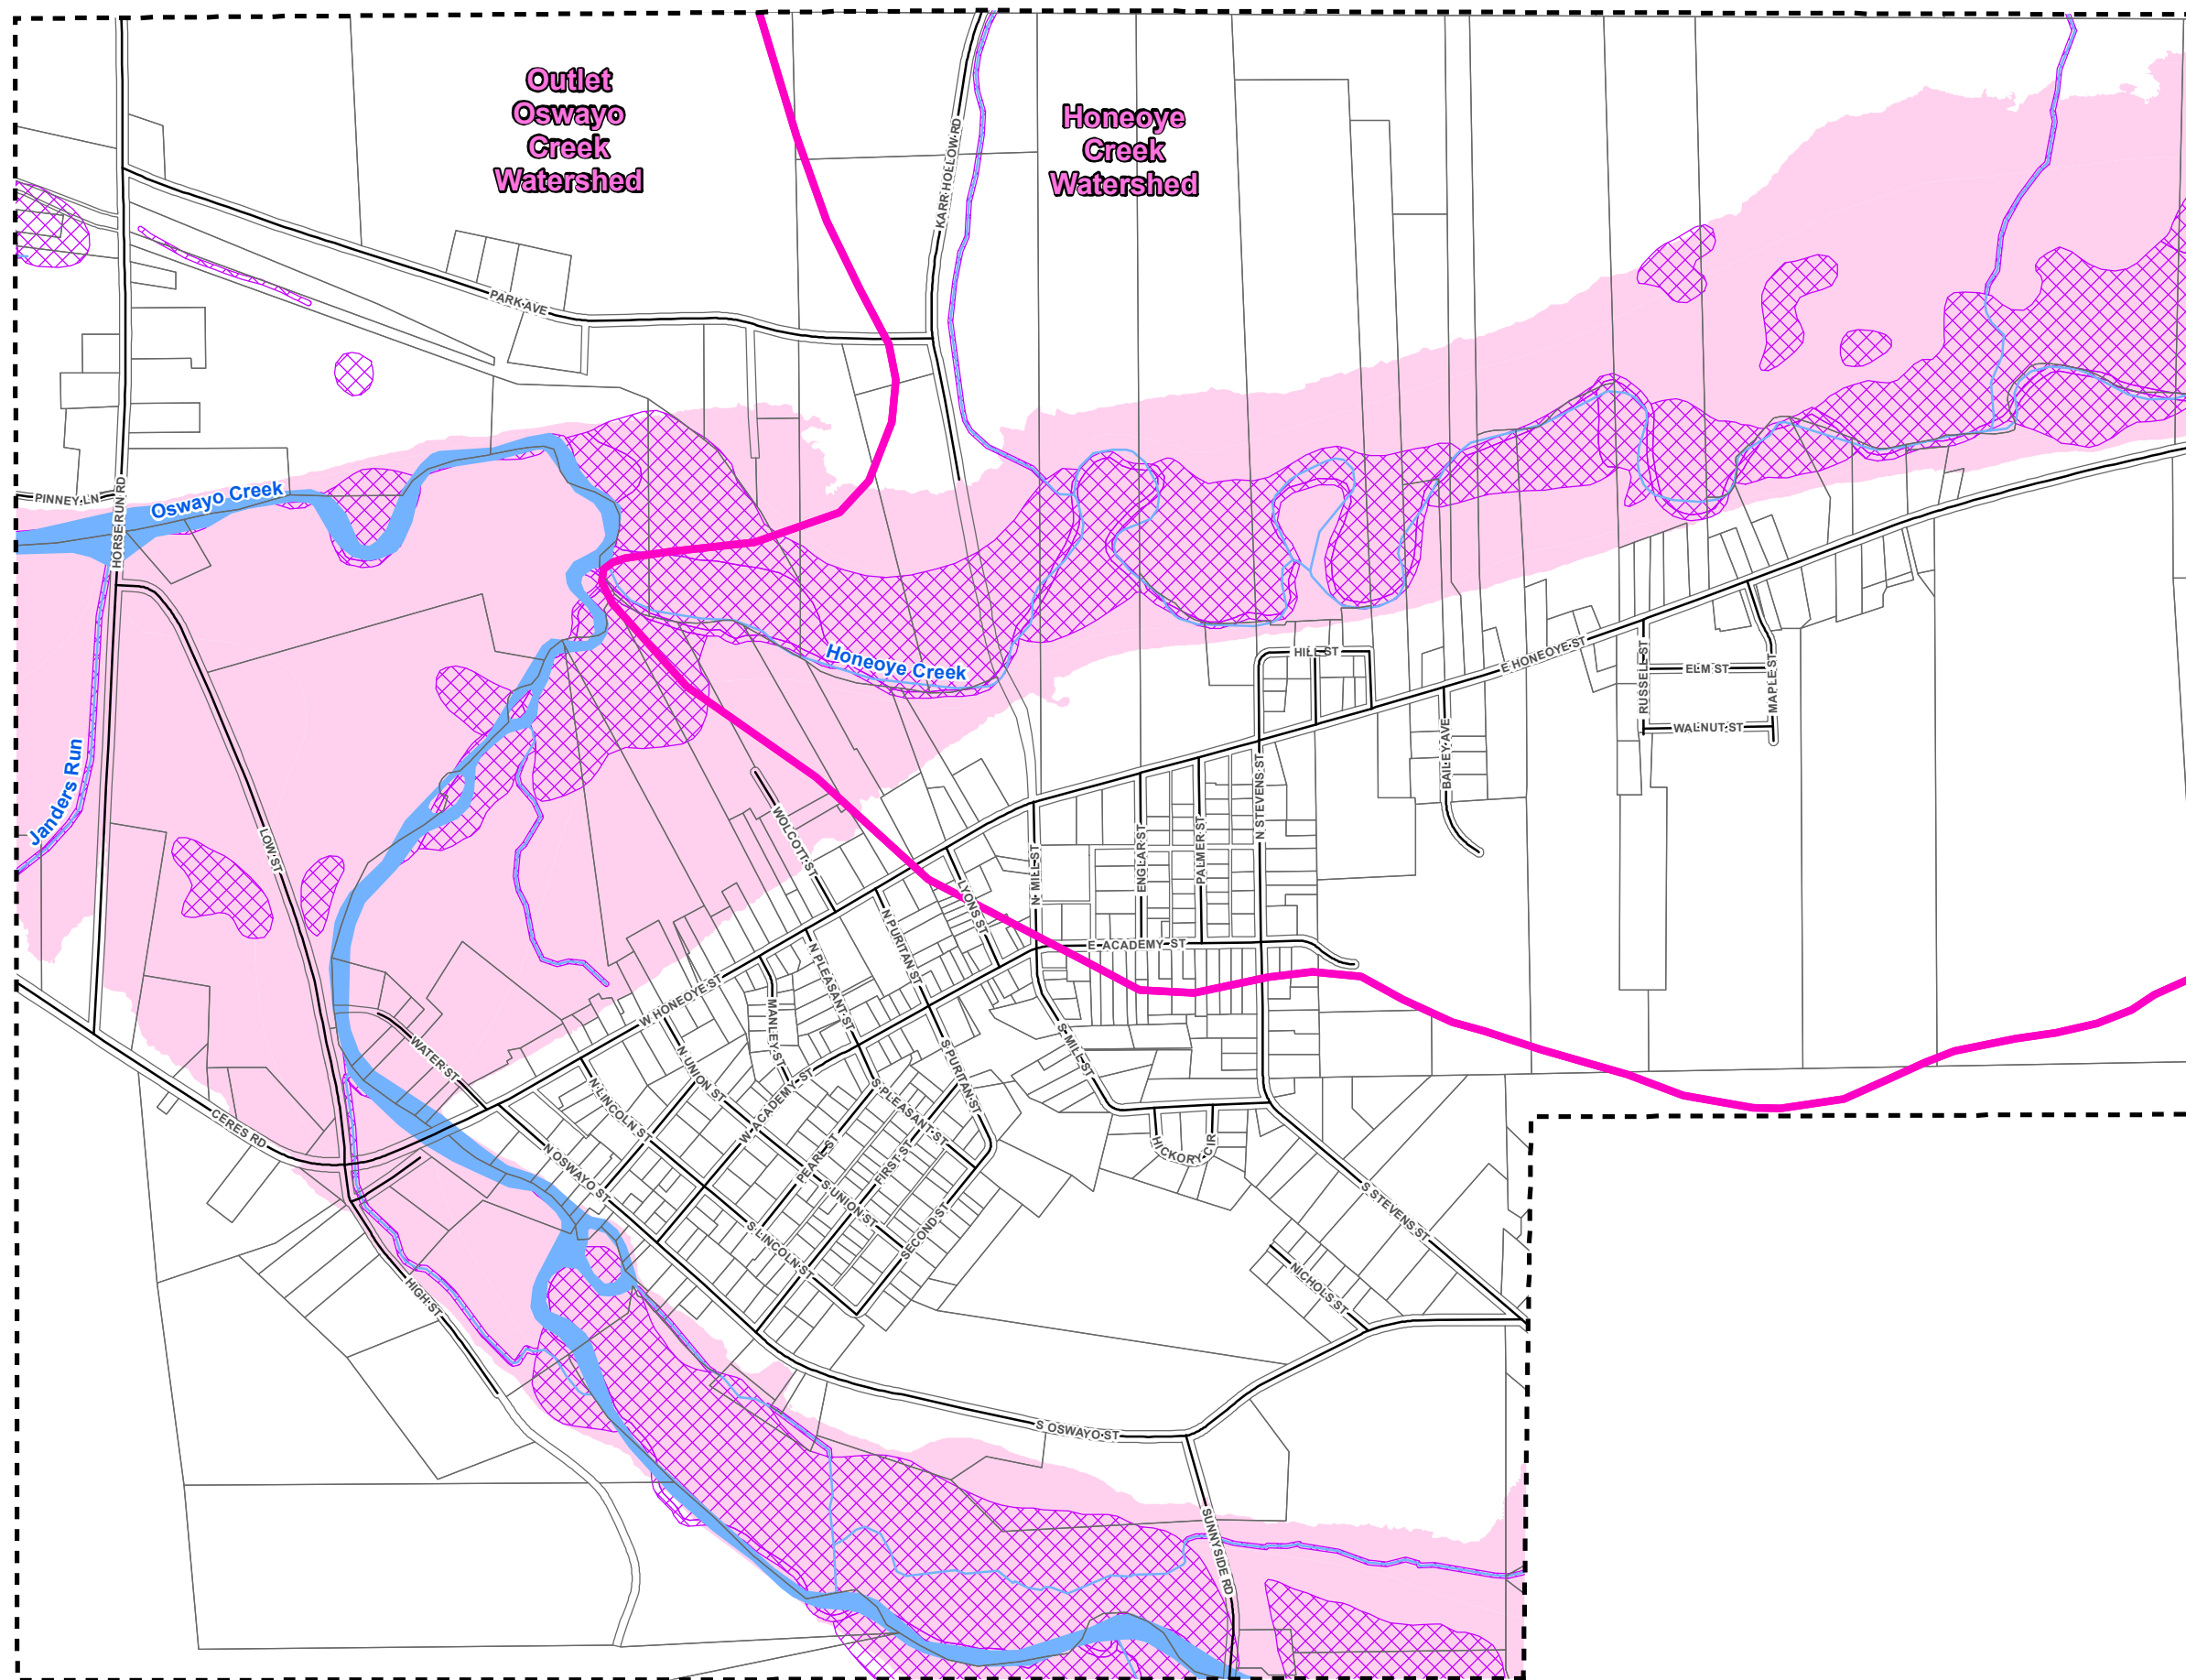 Outlet
Oswayo
Creek
Watershed
Honeoye
Creek
Watershed
KARR HOLLOW RD
PARK AVE
PINNEY LN
HORSE RUN RD
Oswayo Creek
Honeoye Creek
Janders Run
LOW ST
HILL ST
E HONEOYE ST
RUSSELL ST
ELM ST
MAPLE ST
WALNUT ST
BAILEY AVE
N STEVENS ST
PALMER ST
ENGLAR ST
N MILL ST
WOLCOTT ST
LYONS ST
N PURITAN ST
E ACADEMY ST
N PLEASANT ST
W HONEOYE ST
MANLEY ST
N UNION ST
WATER ST
S MILL ST
S PURITAN ST
W ACADEMY ST
S PLEASANT ST
N LINCOLN ST
CERES RD
N OSWAYO ST
PEARL ST
FIRST ST
HICKORY CIR
S UNION ST
S LINCOLN ST
SECOND ST
S STEVENS ST
NICHOLS ST
HIGH ST
S OSWAYO ST
SUNNYSIDE RD